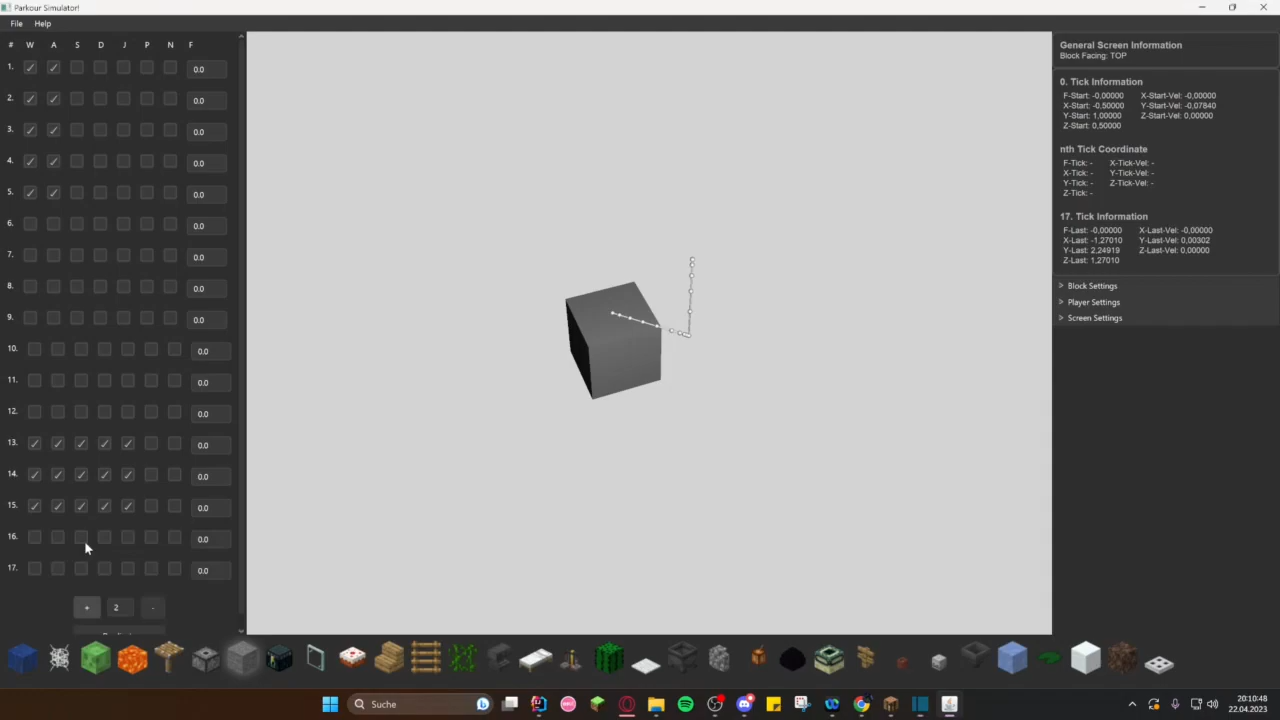 Parkour Simulator!
File Help
# W A S D J P N F
1. 0.0
2. 0.0
3. 0.0
4. 0.0
5. 0.0
6. 0.0
7. 0.0
8. 0.0
9. 0.0
10. 0.0
11. 0.0
12. 0.0
13. 0.0
14. 0.0
15. 0.0
16. 0.0
17. 0.0
+ 2 -
General Screen Information
Block Facing: TOP
0. Tick Information
F-Start: -0,00000 X-Start-Vel: -0,00000
X-Start: -0,50000 Y-Start-Vel: -0,07840
Y-Start: 1,00000 Z-Start-Vel: 0,00000
Z-Start: 0,50000
nth Tick Coordinate
F-Tick: - X-Tick-Vel: -
X-Tick: - Y-Tick-Vel: -
Y-Tick: - Z-Tick-Vel: -
Z-Tick: -
17. Tick Information
F-Last: -0,00000 X-Last-Vel: -0,00000
X-Last: -1,27010 Y-Last-Vel: 0,00302
Y-Last: 2,24919 Z-Last-Vel: 0,00000
Z-Last: 1,27010
> Block Settings
> Player Settings
> Screen Settings
Suche
20:10:48
22.04.2023